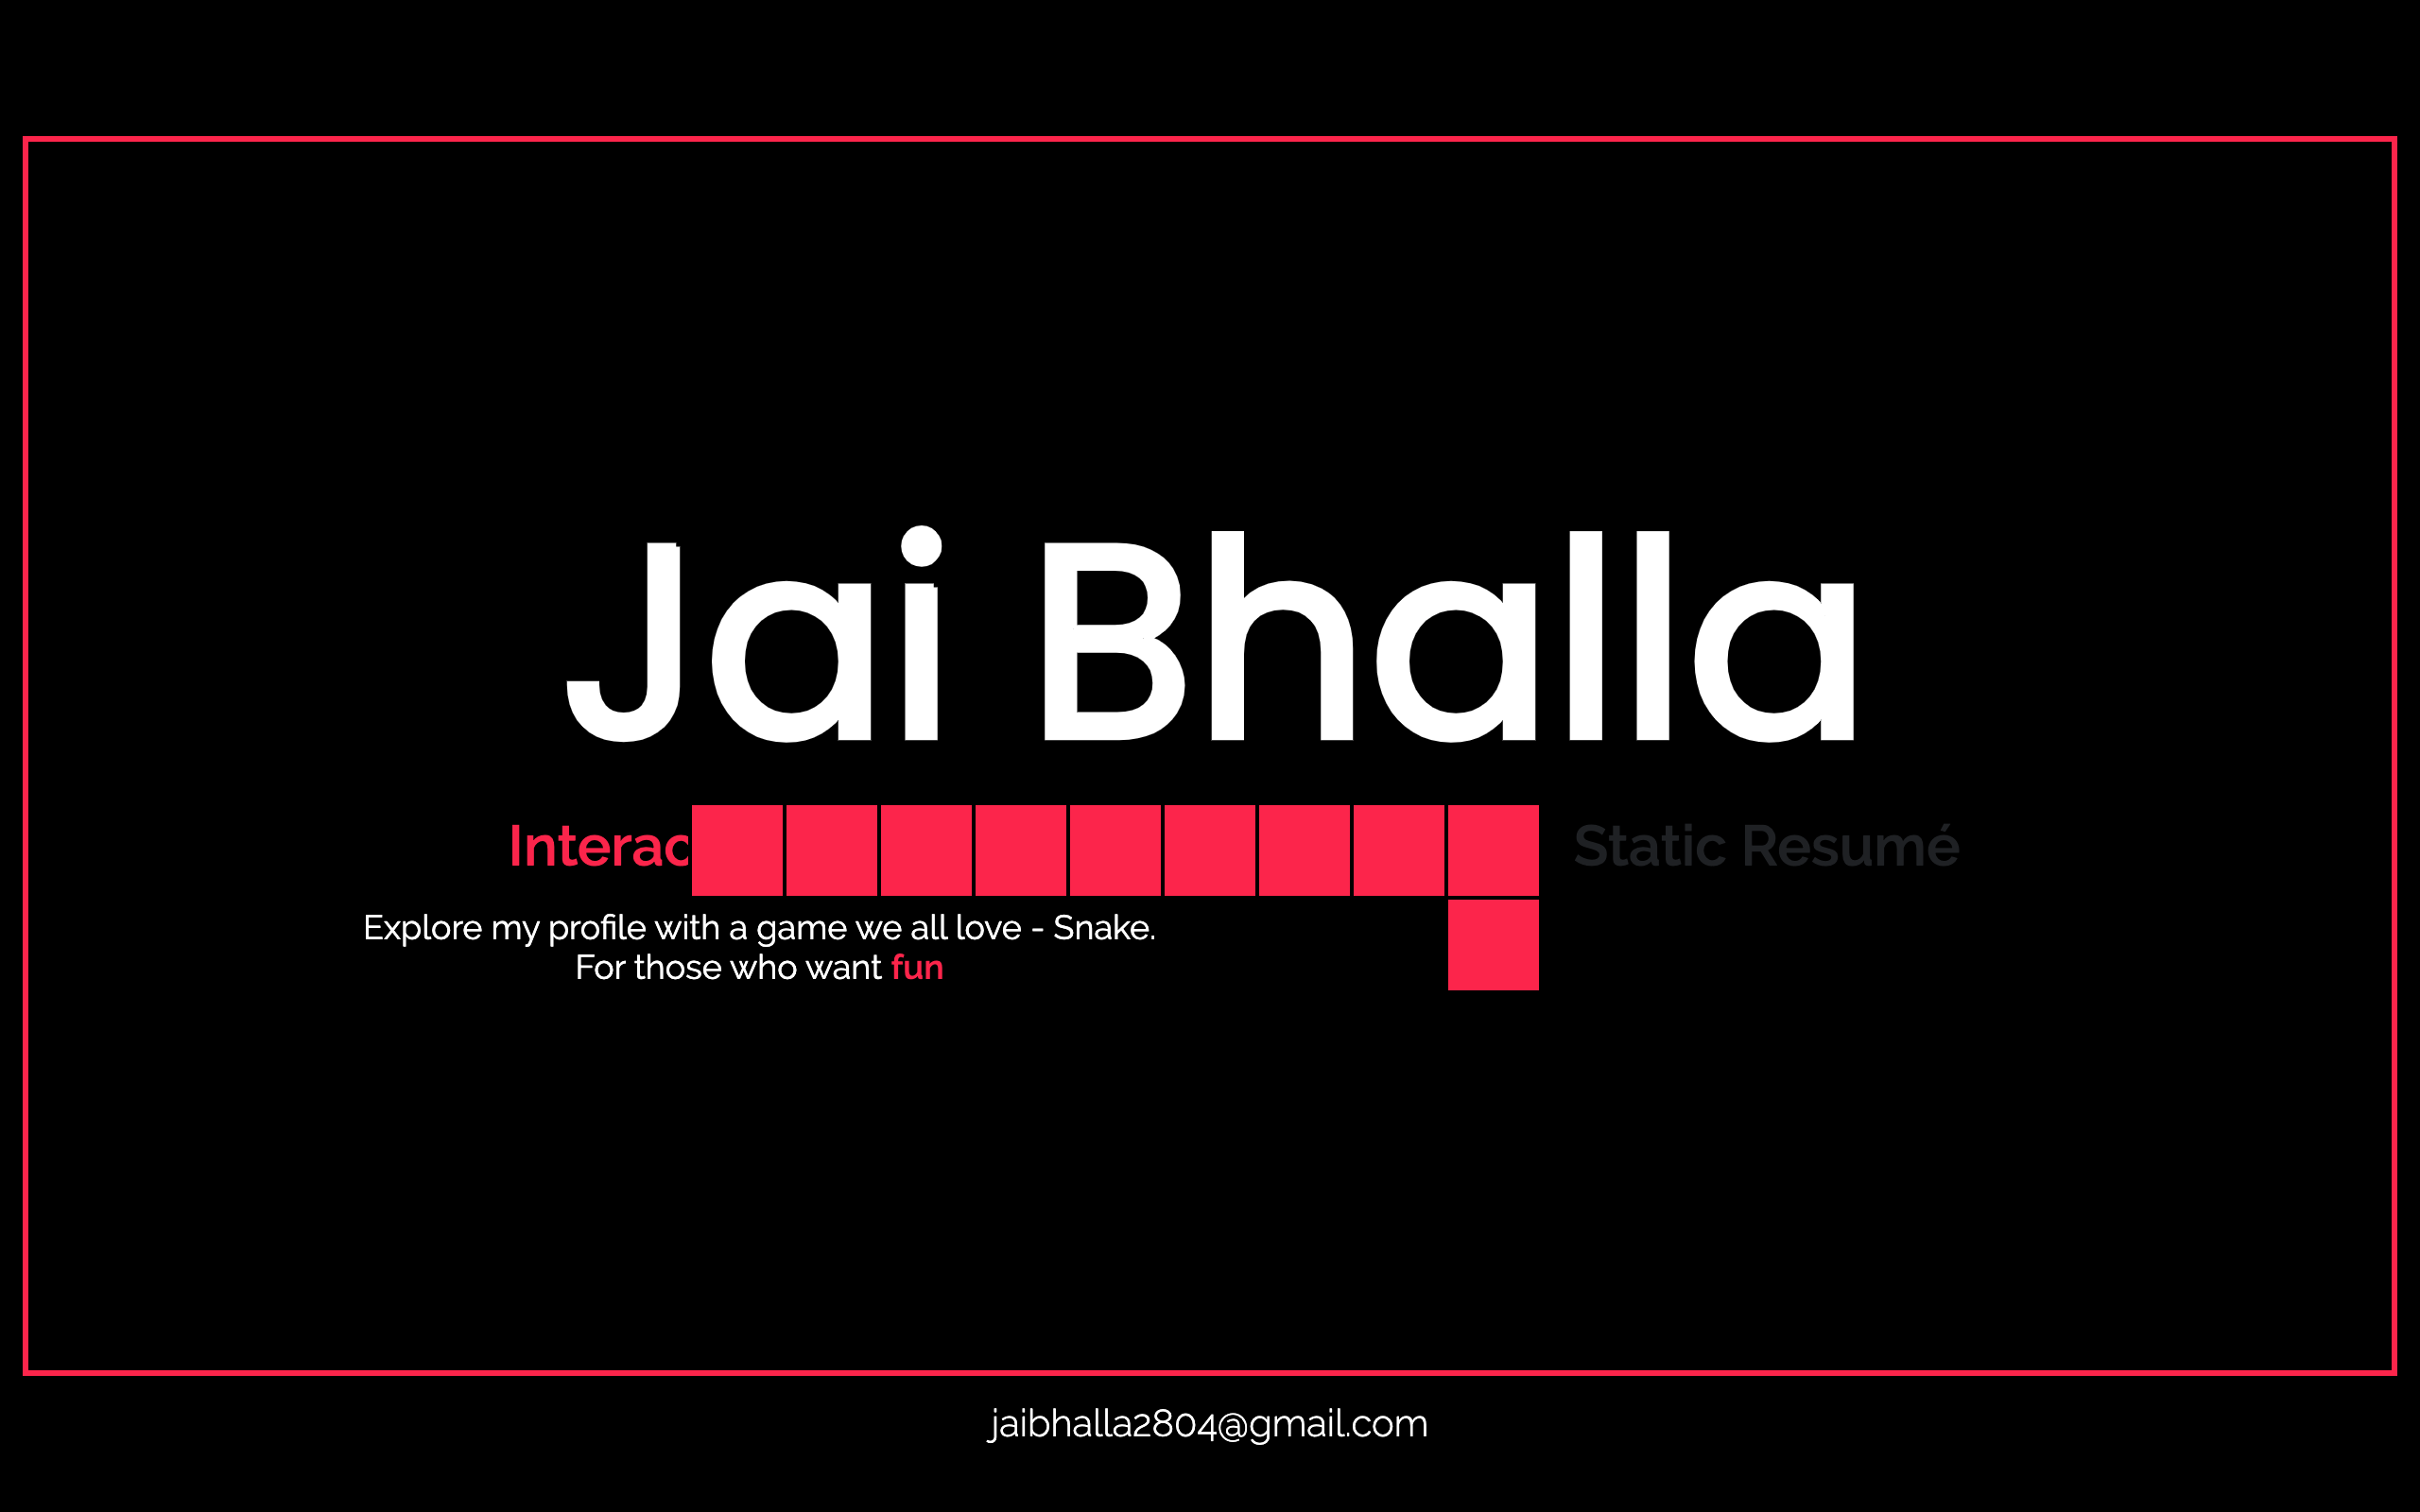 Jai Bhalla
Interac
Static Resumé
Explore my profile with a game we all love - Snake.
For those who want fun
jaibhalla2804@gmail.com